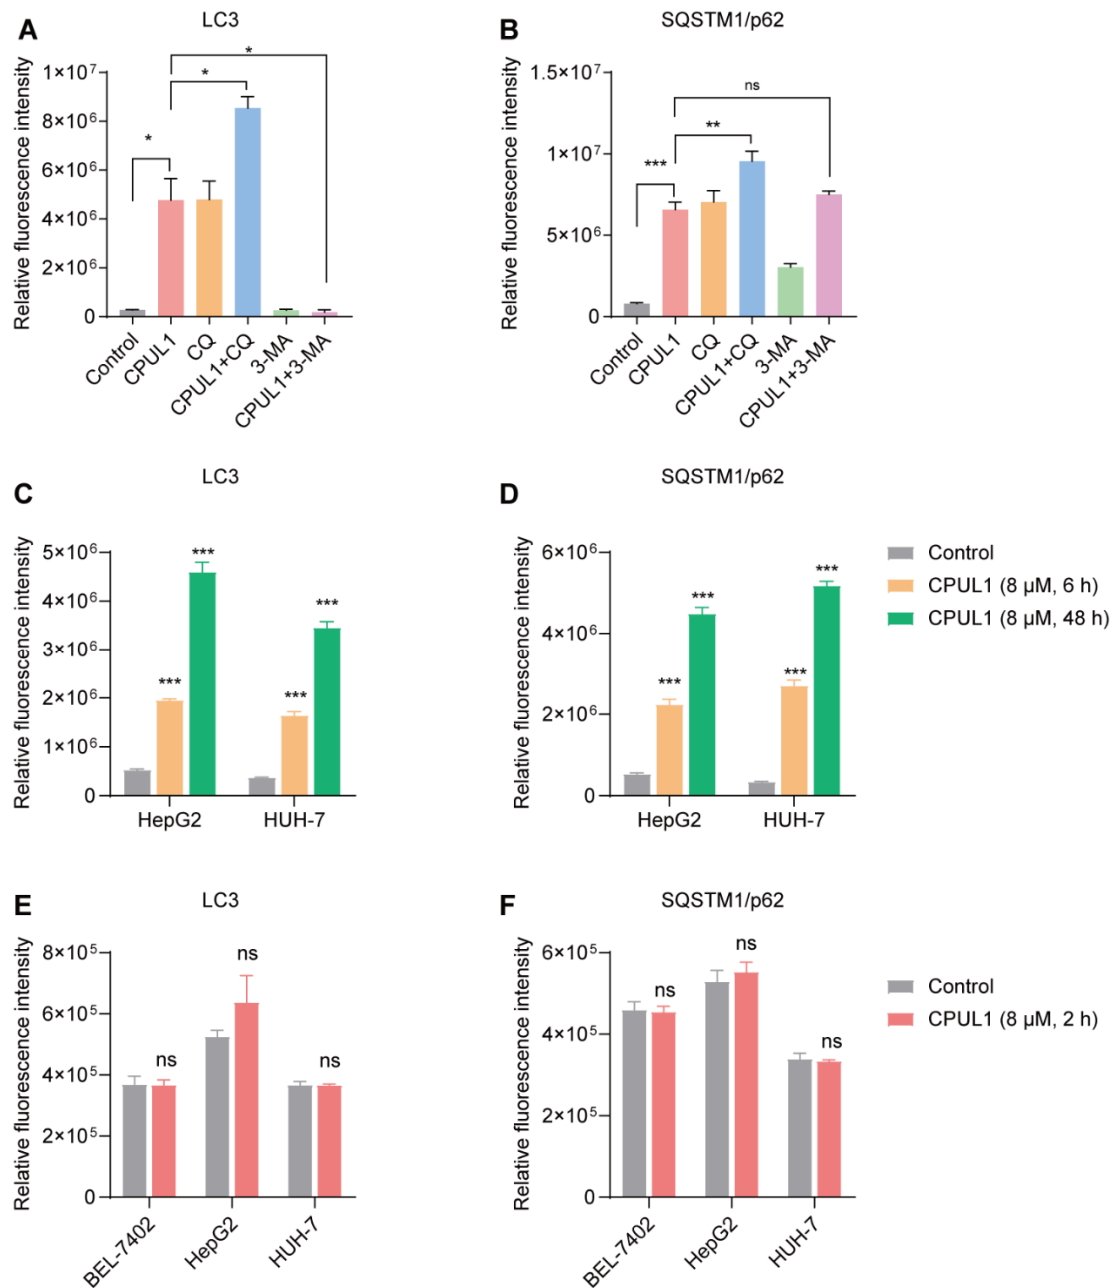 A
LC3
Relative fluorescence intensity
1×10⁷
8×10⁶
6×10⁶
4×10⁶
2×10⁶
0
*
*
*
Control
CPUL1
CQ
CPUL1+CQ
3-MA
CPUL1+3-MA
B
SQSTM1/p62
Relative fluorescence intensity
1.5×10⁷
1×10⁷
5×10⁶
0
***
**
ns
Control
CPUL1
CQ
CPUL1+CQ
3-MA
CPUL1+3-MA
C
LC3
Relative fluorescence intensity
5×10⁶
4×10⁶
3×10⁶
2×10⁶
1×10⁶
0
***
***
***
***
HepG2
HUH-7
D
SQSTM1/p62
Relative fluorescence intensity
6×10⁶
4×10⁶
2×10⁶
0
***
***
***
***
HepG2
HUH-7
Control
CPUL1 (8 µM, 6 h)
CPUL1 (8 µM, 48 h)
E
LC3
Relative fluorescence intensity
8×10⁵
6×10⁵
4×10⁵
2×10⁵
0
ns
ns
ns
BEL-7402
HepG2
HUH-7
F
SQSTM1/p62
Relative fluorescence intensity
6×10⁵
4×10⁵
2×10⁵
0
ns
ns
ns
BEL-7402
HepG2
HUH-7
Control
CPUL1 (8 µM, 2 h)